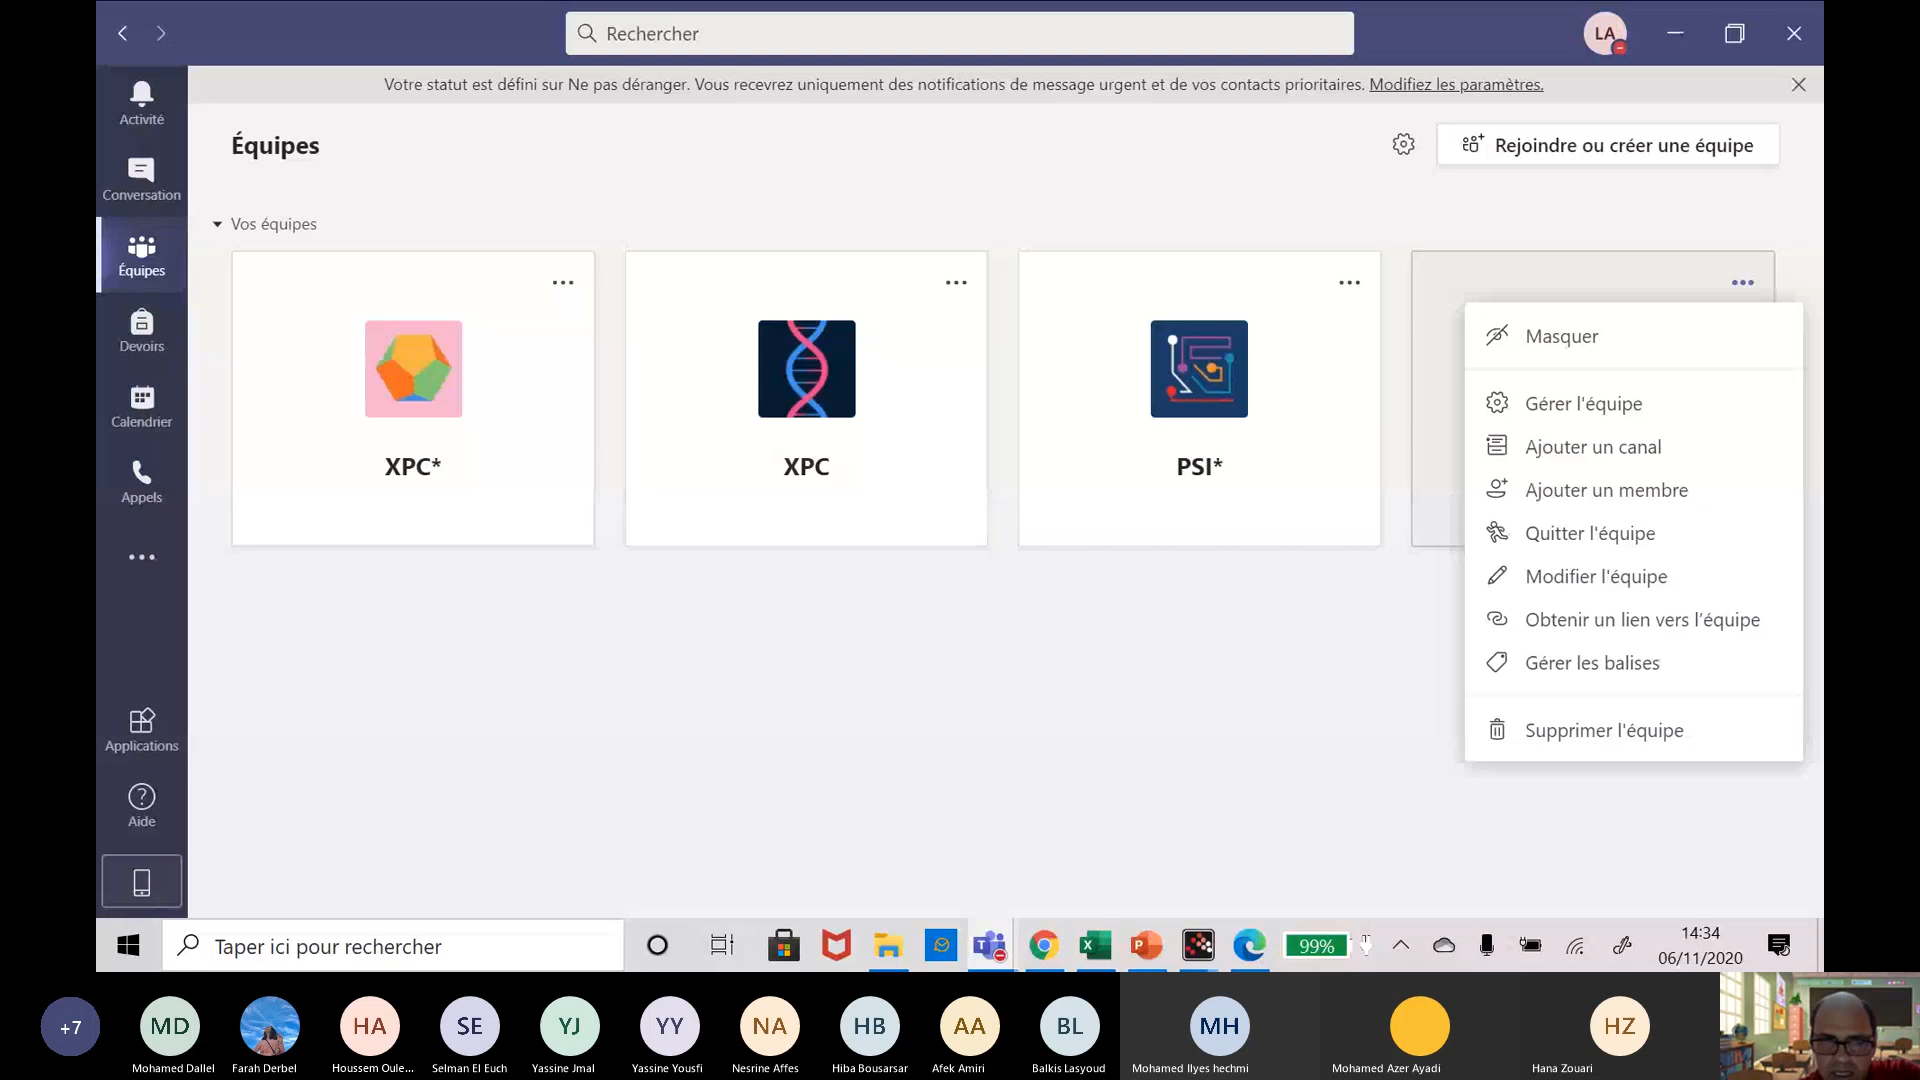 Rechercher
LA
Votre statut est défini sur Ne pas déranger. Vous recevrez uniquement des notifications de message urgent et de vos contacts prioritaires. Modifiez les paramètres.
Activité
Conversation
Équipes
Devoirs
Calendrier
Appels
Applications
Aide
Équipes
Rejoindre ou créer une équipe
Vos équipes
XPC*
XPC
PSI*
Masquer
Gérer l'équipe
Ajouter un canal
Ajouter un membre
Quitter l'équipe
Modifier l'équipe
Obtenir un lien vers l'équipe
Gérer les balises
Supprimer l'équipe
Taper ici pour rechercher
99%
14:34
06/11/2020
+7
MD
HA
SE
YJ
YY
NA
HB
AA
BL
MH
HZ
Mohamed Dallel
Farah Derbel
Houssem Oule...
Selman El Euch
Yassine Jmal
Yassine Yousfi
Nesrine Affes
Hiba Bousarsar
Afek Amiri
Balkis Lasyoud
Mohamed Ilyes hechmi
Mohamed Azer Ayadi
Hana Zouari